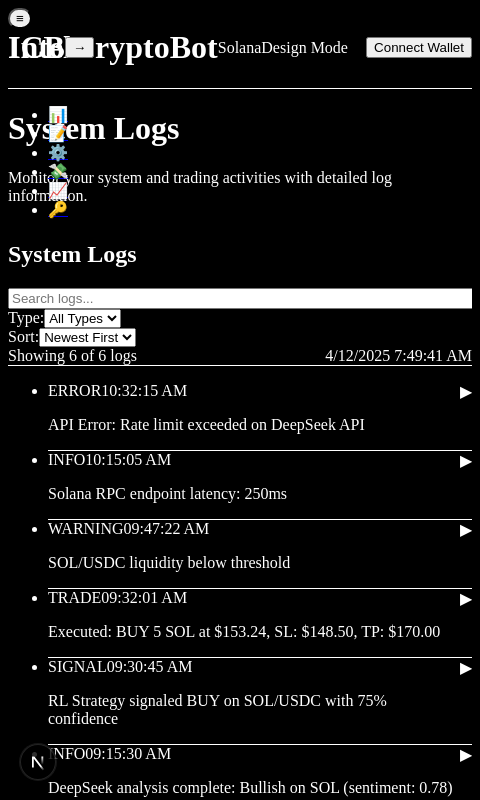 ≡
CB
→
SolanaDesign Mode
Connect Wallet
System Logs
Monitor your system and trading activities with detailed log
information.
System Logs
Search logs...
Type: All Types
Sort: Newest First
Showing 6 of 6 logs 4/12/2025 7:49:41 AM
ERROR10:32:15 AM ▶
API Error: Rate limit exceeded on DeepSeek API
INFO10:15:05 AM ▶
Solana RPC endpoint latency: 250ms
WARNING09:47:22 AM ▶
SOL/USDC liquidity below threshold
TRADE09:32:01 AM ▶
Executed: BUY 5 SOL at $153.24, SL: $148.50, TP: $170.00
SIGNAL09:30:45 AM ▶
RL Strategy signaled BUY on SOL/USDC with 75%
confidence
INFO09:15:30 AM ▶
DeepSeek analysis complete: Bullish on SOL (sentiment: 0.78)
N